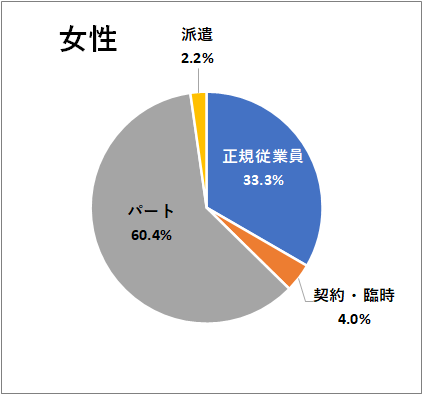 女性
派遣
2.2%
正規従業員
33.3%
パート
60.4%
契約・臨時
4.0%